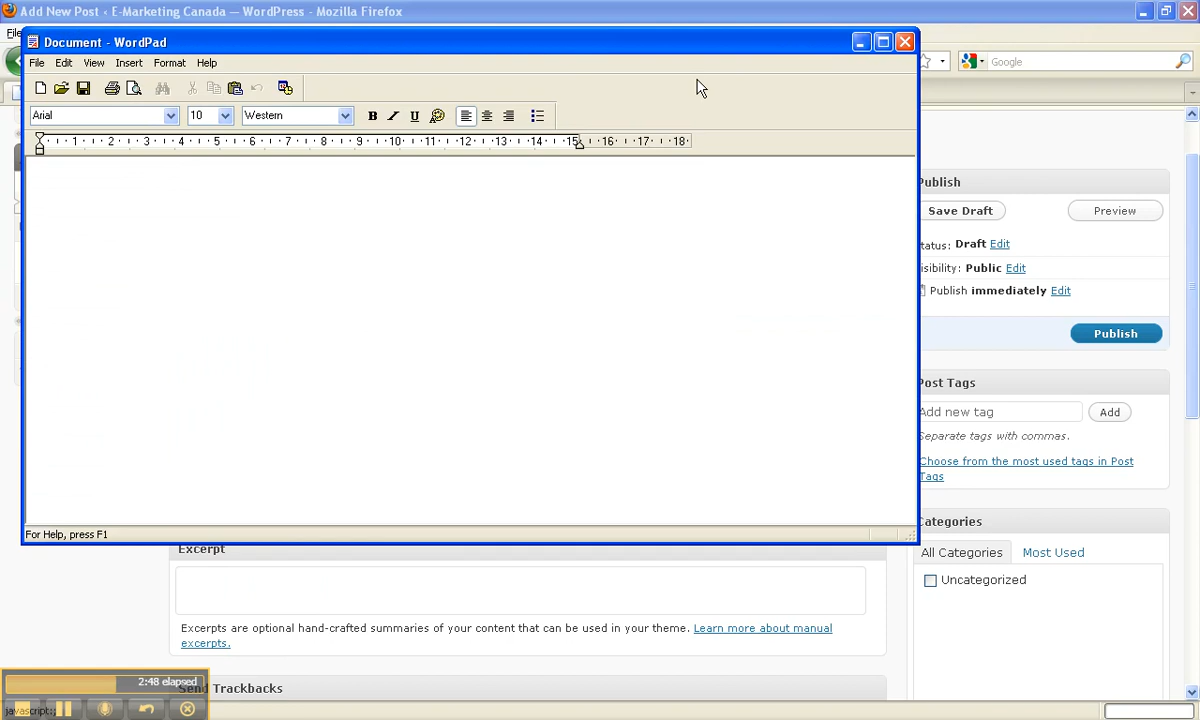 Add New Post ‹ E-Marketing Canada — WordPress - Mozilla Firefox
Document - WordPad
File Edit View Insert Format Help
Google
Arial 10 Western B
1 2 3 4 5 6 7 8 9 10 11 12 13 14 15 16 17 18
Publish
Save Draft Preview
Status: Draft Edit
Visibility: Public Edit
Publish immediately Edit
Publish
Post Tags
Add new tag Add
Separate tags with commas.
Choose from the most used tags in Post
Tags
Categories
All Categories Most Used
Uncategorized
For Help, press F1
Excerpt
Excerpts are optional hand-crafted summaries of your content that can be used in your theme. Learn more about manual
excerpts.
Send Trackbacks
2:48 elapsed
javascript:;